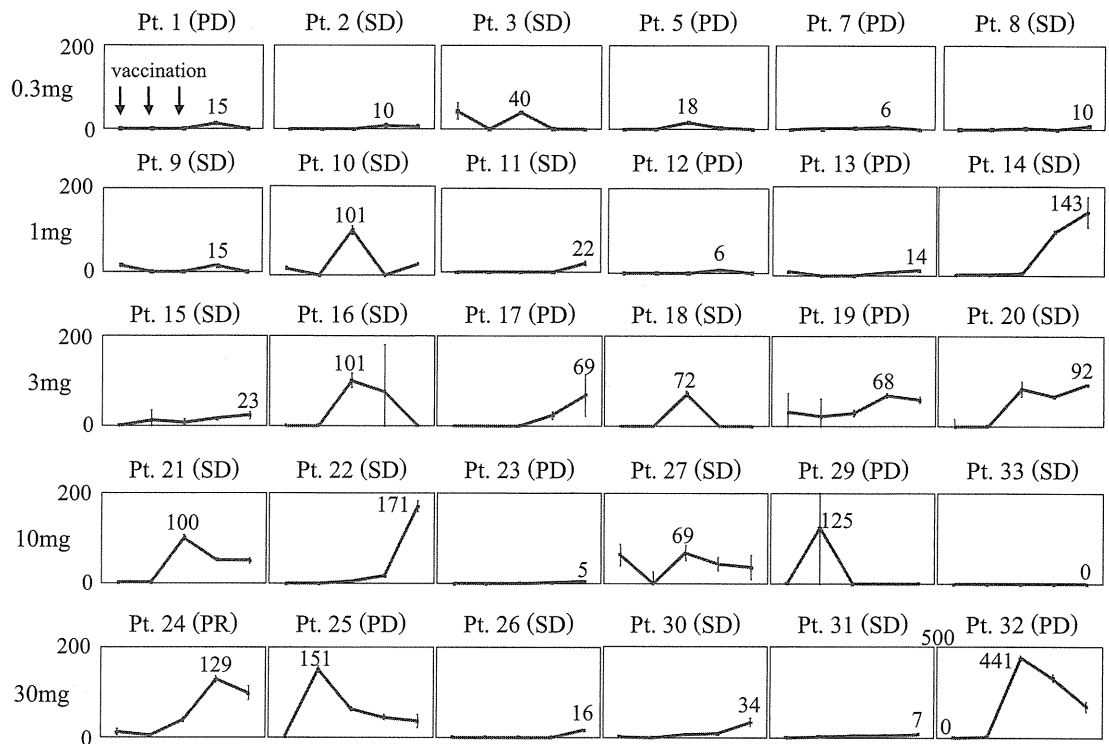 Pt. 1 (PD) Pt. 2 (SD) Pt. 3 (SD) Pt. 5 (PD) Pt. 7 (PD) Pt. 8 (SD)
200
vaccination
0.3mg
15 10 40 18 6 10
0
Pt. 9 (SD) Pt. 10 (SD) Pt. 11 (SD) Pt. 12 (PD) Pt. 13 (PD) Pt. 14 (SD)
200
1mg
15 101 22 6 14 143
0
Pt. 15 (SD) Pt. 16 (SD) Pt. 17 (PD) Pt. 18 (SD) Pt. 19 (PD) Pt. 20 (SD)
200
3mg
23 101 69 72 68 92
0
Pt. 21 (SD) Pt. 22 (SD) Pt. 23 (PD) Pt. 27 (SD) Pt. 29 (PD) Pt. 33 (SD)
200
10mg
100 171 5 69 125 0
0
Pt. 24 (PR) Pt. 25 (PD) Pt. 26 (SD) Pt. 30 (SD) Pt. 31 (SD) Pt. 32 (PD)
200 500
30mg
129 151 16 34 7 441
0 0